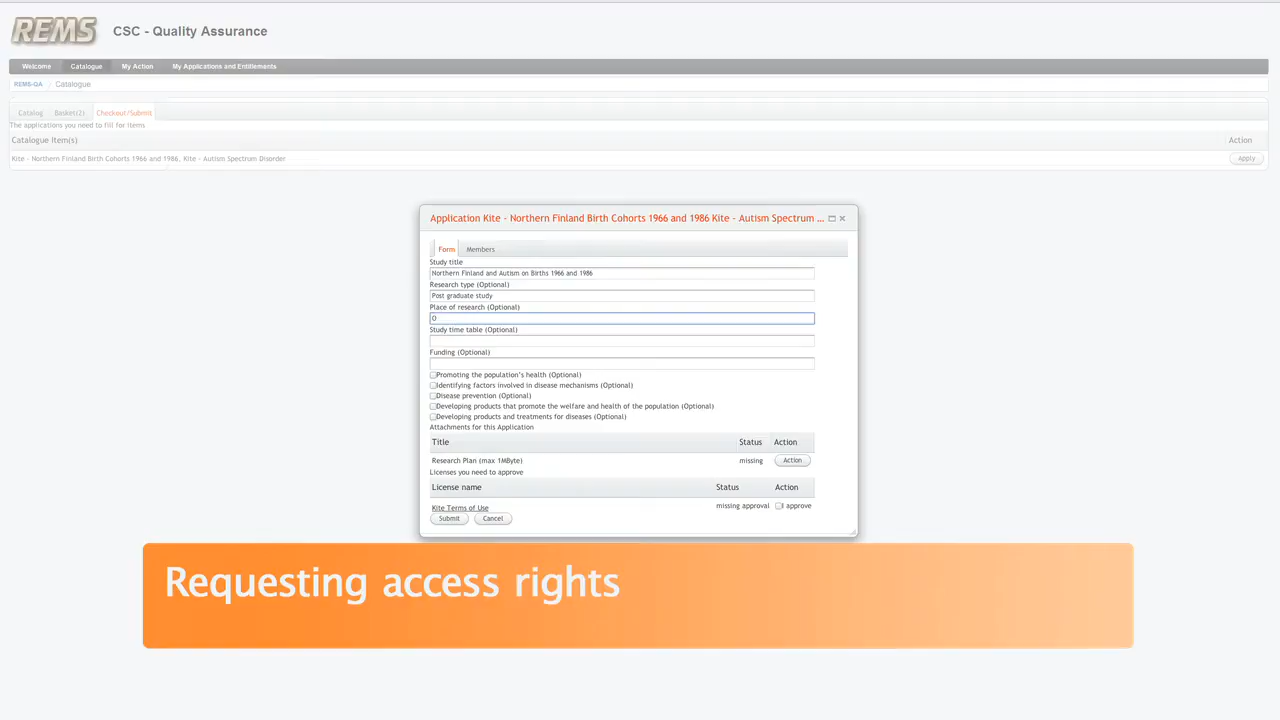 REMS CSC - Quality Assurance
Welcome Catalogue My Action My Applications and Entitlements
REMS-QA Catalogue
Catalog Basket(2) Checkout/Submit
The applications you need to fill for items
Catalogue Item(s) Action
Kite - Northern Finland Birth Cohorts 1966 and 1986, Kite - Autism Spectrum Disorder Apply
Application Kite - Northern Finland Birth Cohorts 1966 and 1986 Kite - Autism Spectrum ...
Form Members
Study title
Northern Finland and Autism on Births 1966 and 1986
Research type (Optional)
Post graduate study
Place of research (Optional)
O
Study time table (Optional)
Funding (Optional)
Promoting the population's health (Optional)
Identifying factors involved in disease mechanisms (Optional)
Disease prevention (Optional)
Developing products that promote the welfare and health of the population (Optional)
Developing products and treatments for diseases (Optional)
Attachments for this Application
Title Status Action
Research Plan (max 1MByte) missing Action
Licenses you need to approve
License name Status Action
Kite Terms of Use missing approval I approve
Submit Cancel
Requesting access rights